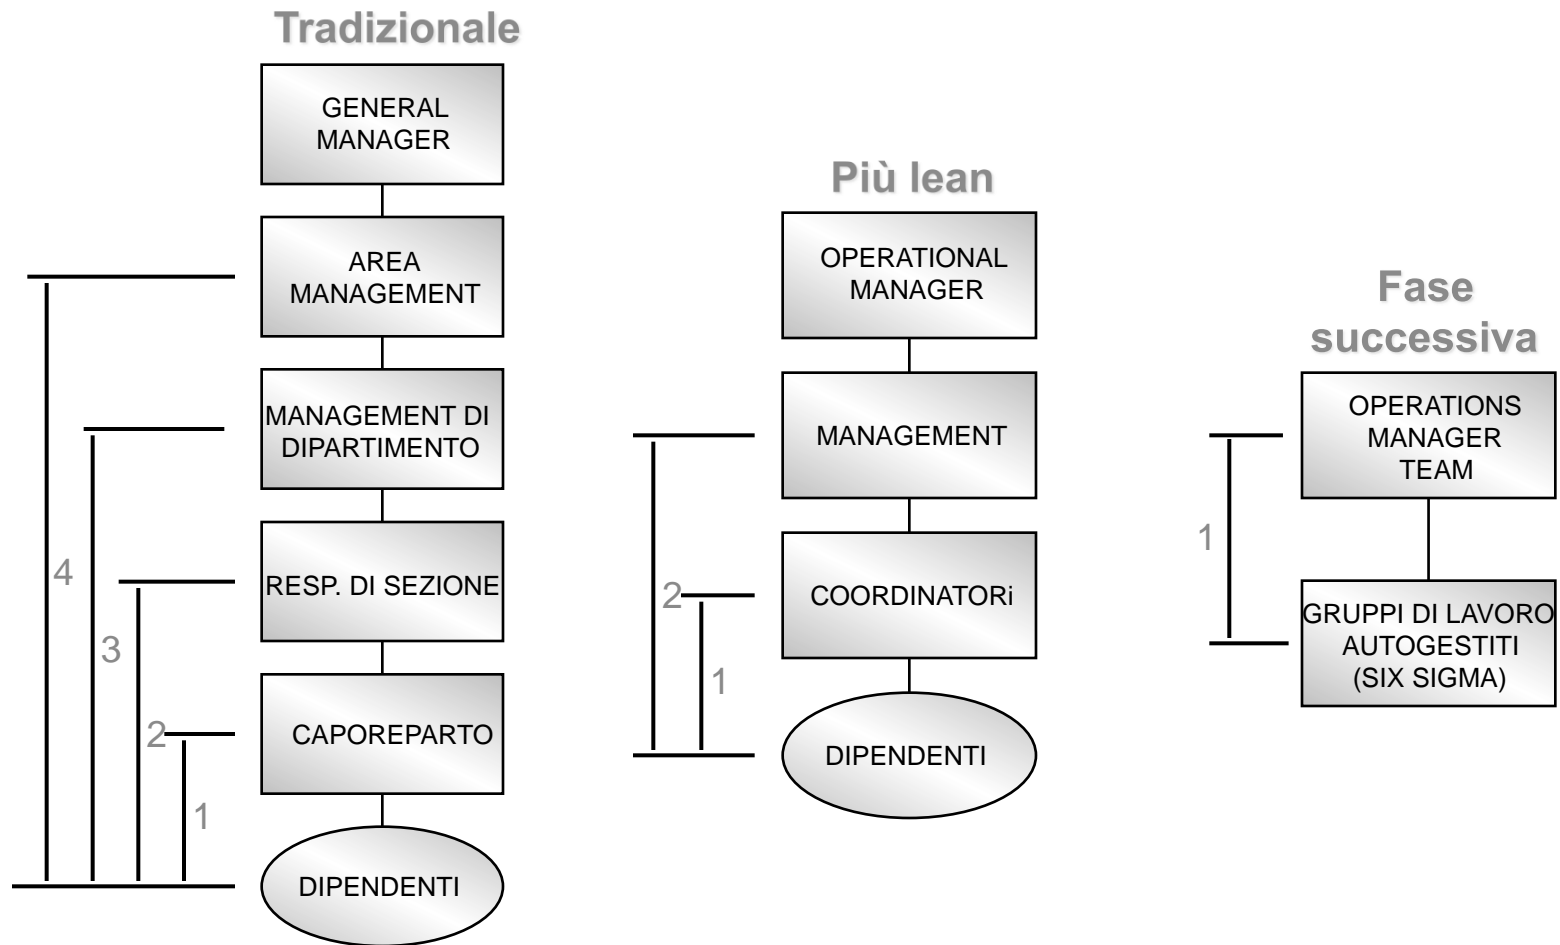 Tradizionale
GENERAL
MANAGER
AREA
MANAGEMENT
MANAGEMENT DI
DIPARTIMENTO
RESP. DI SEZIONE
CAPOREPARTO
DIPENDENTI
4
3
2
1
Più lean
OPERATIONAL
MANAGER
MANAGEMENT
COORDINATORi
DIPENDENTI
2
1
Fase
successiva
OPERATIONS
MANAGER
TEAM
1
GRUPPI DI LAVORO
AUTOGESTITI
(SIX SIGMA)